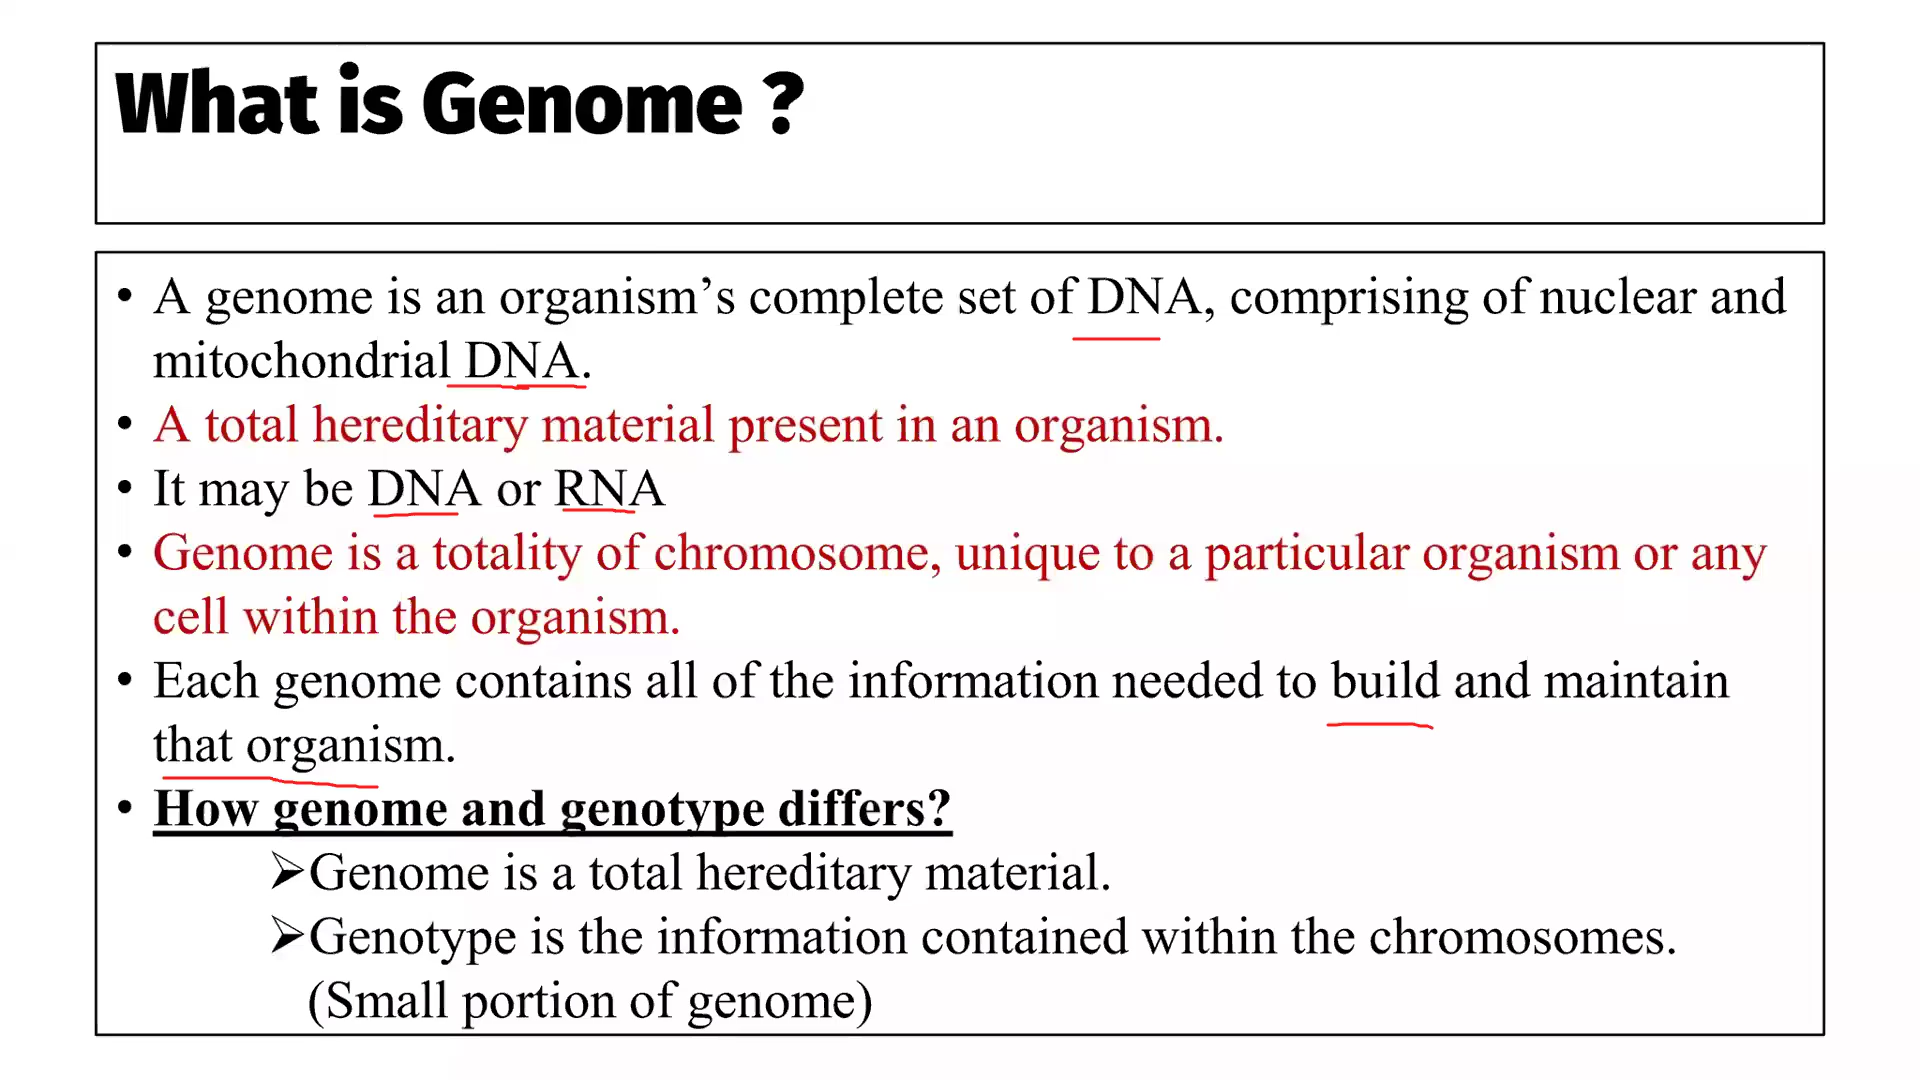 What is Genome ?
• A genome is an organism’s complete set of DNA, comprising of nuclear and
mitochondrial DNA.
• A total hereditary material present in an organism.
• It may be DNA or RNA
• Genome is a totality of chromosome, unique to a particular organism or any
cell within the organism.
• Each genome contains all of the information needed to build and maintain
that organism.
• How genome and genotype differs?
➢Genome is a total hereditary material.
➢Genotype is the information contained within the chromosomes.
(Small portion of genome)